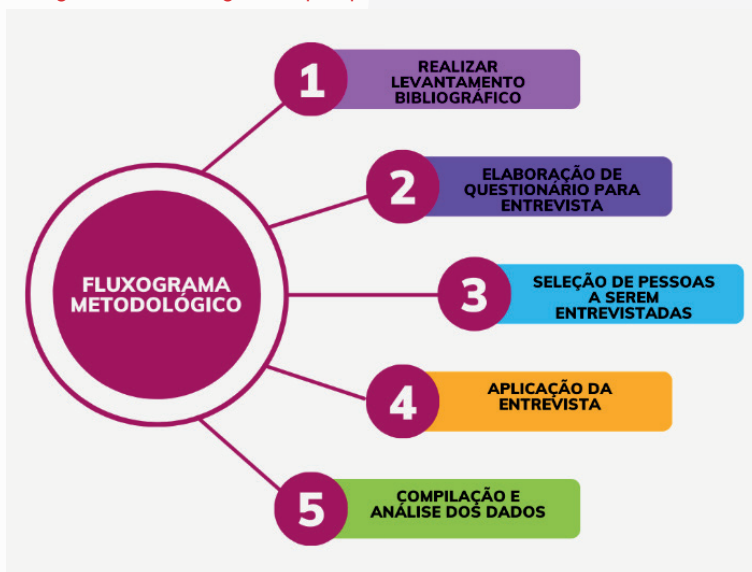 1
REALIZAR
LEVANTAMENTO
BIBLIOGRÁFICO
2
ELABORAÇÃO DE
QUESTIONÁRIO PARA
ENTREVISTA
FLUXOGRAMA
METODOLÓGICO
3
SELEÇÃO DE PESSOAS
A SEREM
ENTREVISTADAS
4
APLICAÇÃO DA
ENTREVISTA
5
COMPILAÇÃO E
ANÁLISE DOS DADOS